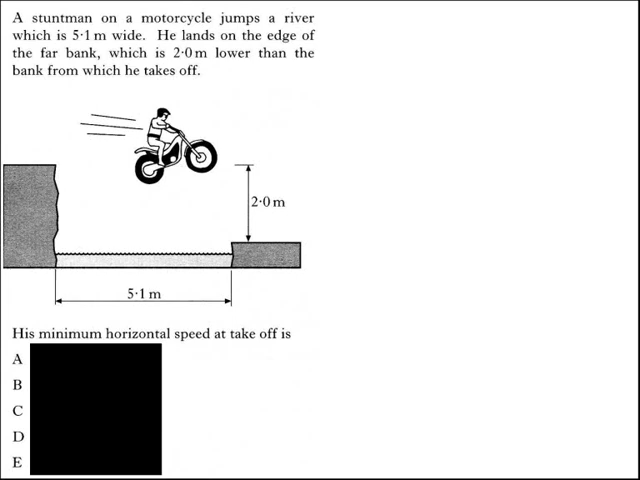 A stuntman on a motorcycle jumps a river
which is 5·1 m wide. He lands on the edge of
the far bank, which is 2·0 m lower than the
bank from which he takes off.
2·0 m
5·1 m
His minimum horizontal speed at take off is
A
B
C
D
E